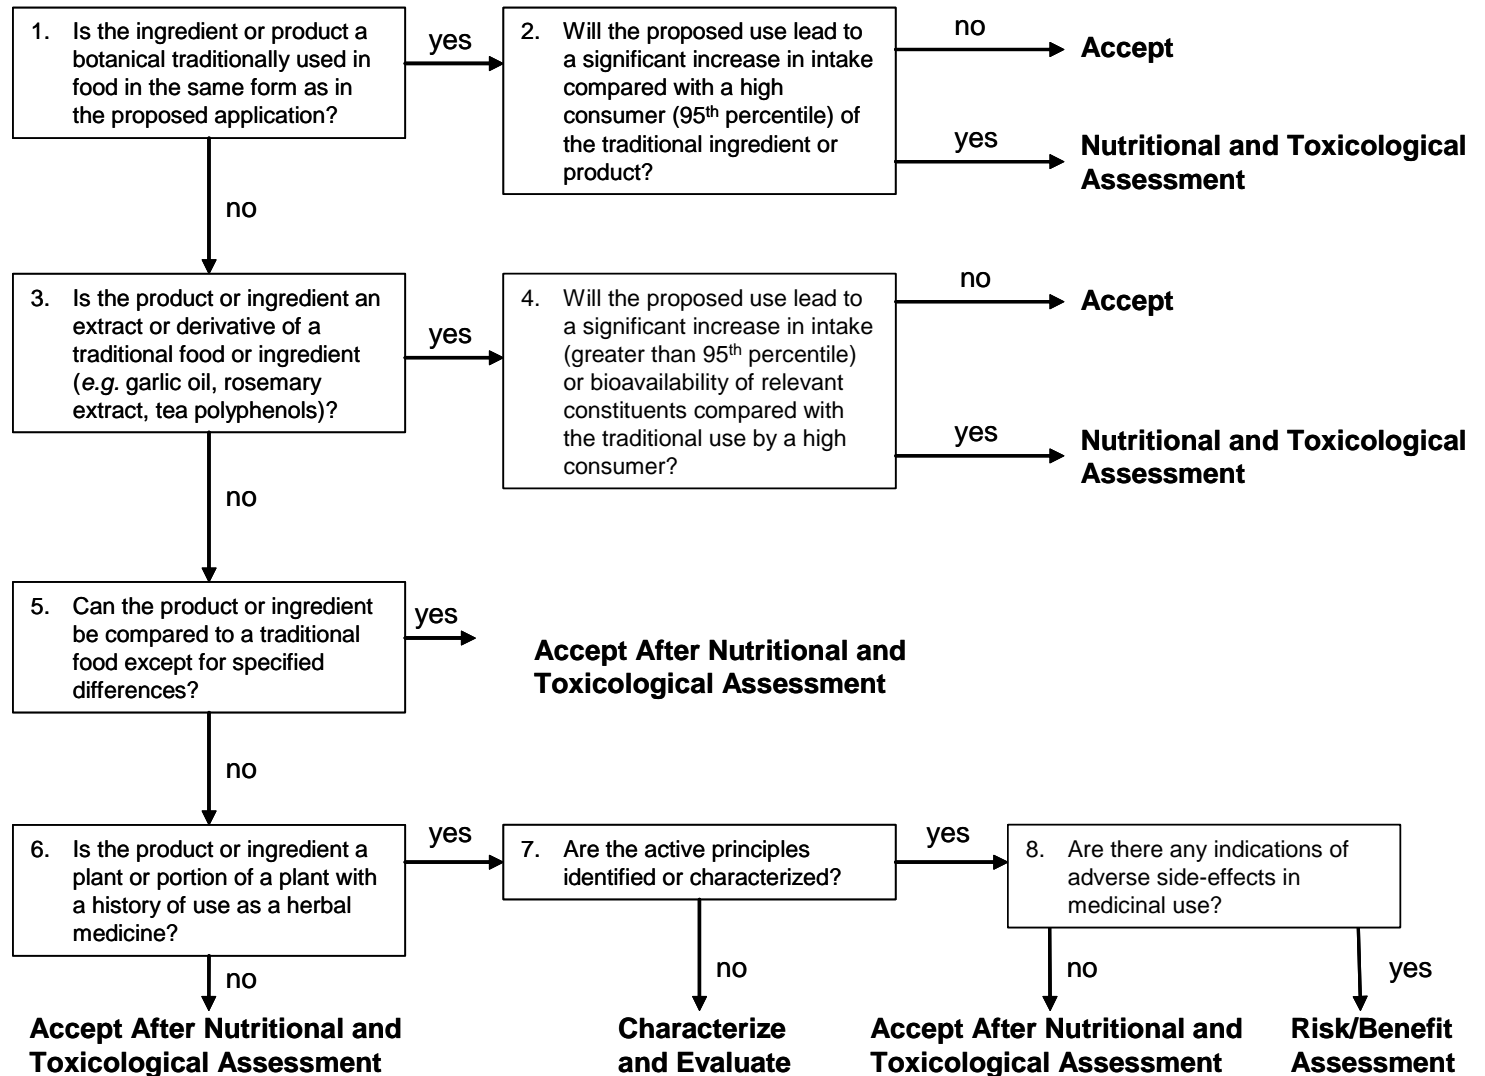 1. Is the ingredient or product a
botanical traditionally used in
food in the same form as in
the proposed application?
yes
2. Will the proposed use lead to
a significant increase in intake
compared with a high
consumer (95th percentile) of
the traditional ingredient or
product?
no
Accept
yes
Nutritional and Toxicological
Assessment
no
3. Is the product or ingredient an
extract or derivative of a
traditional food or ingredient
(e.g. garlic oil, rosemary
extract, tea polyphenols)?
yes
4. Will the proposed use lead to
a significant increase in intake
(greater than 95th percentile)
or bioavailability of relevant
constituents compared with
the traditional use by a high
consumer?
no
Accept
yes
Nutritional and Toxicological
Assessment
no
5. Can the product or ingredient
be compared to a traditional
food except for specified
differences?
yes
Accept After Nutritional and
Toxicological Assessment
no
6. Is the product or ingredient a
plant or portion of a plant with
a history of use as a herbal
medicine?
yes
7. Are the active principles
identified or characterized?
yes
8. Are there any indications of
adverse side-effects in
medicinal use?
no
Accept After Nutritional and
Toxicological Assessment
no
Characterize
and Evaluate
no
Accept After Nutritional and
Toxicological Assessment
yes
Risk/Benefit
Assessment